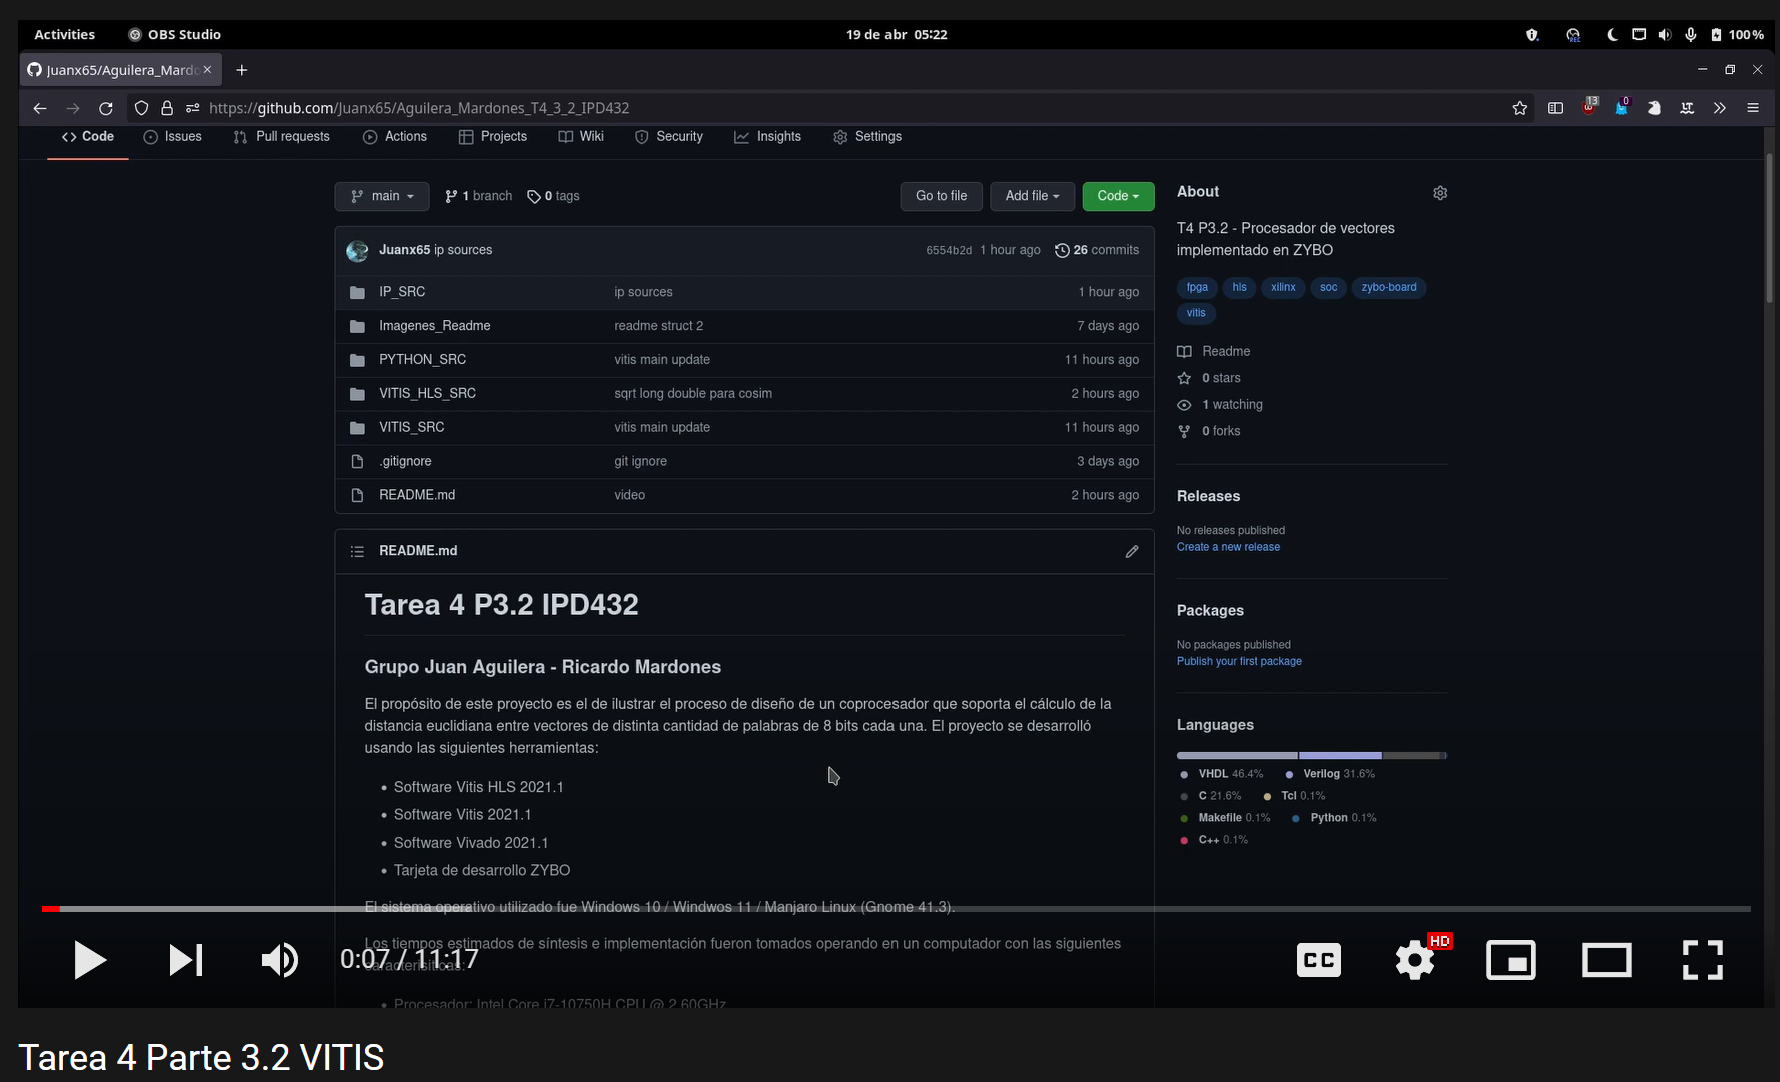 Activities OBS Studio 19 de abr 05:22 REC 100%
Juanx65/Aguilera_Mardo
https://github.com/Juanx65/Aguilera_Mardones_T4_3_2_IPD432 13 0
Code Issues Pull requests Actions Projects Wiki Security Insights Settings
main 1 branch 0 tags Go to file Add file Code
Juanx65 ip sources 6554b2d 1 hour ago 26 commits
IP_SRC ip sources 1 hour ago
Imagenes_Readme readme struct 2 7 days ago
PYTHON_SRC vitis main update 11 hours ago
VITIS_HLS_SRC sqrt long double para cosim 2 hours ago
VITIS_SRC vitis main update 11 hours ago
.gitignore git ignore 3 days ago
README.md video 2 hours ago
README.md
Tarea 4 P3.2 IPD432
Grupo Juan Aguilera - Ricardo Mardones
El propósito de este proyecto es el de ilustrar el proceso de diseño de un coprocesador que soporta el cálculo de la
distancia euclidiana entre vectores de distinta cantidad de palabras de 8 bits cada una. El proyecto se desarrolló
usando las siguientes herramientas:
• Software Vitis HLS 2021.1
• Software Vitis 2021.1
• Software Vivado 2021.1
• Tarjeta de desarrollo ZYBO
El sistema operativo utilizado fue Windows 10 / Windwos 11 / Manjaro Linux (Gnome 41.3).
Los tiempos estimados de síntesis e implementación fueron tomados operando en un computador con las siguientes
• Procesador: Intel Core i7-10750H CPU @ 2.60GHz
About
T4 P3.2 - Procesador de vectores
implementado en ZYBO
fpga hls xilinx soc zybo-board
vitis
Readme
0 stars
1 watching
0 forks
Releases
No releases published
Create a new release
Packages
No packages published
Publish your first package
Languages
VHDL 46.4% Verilog 31.6%
C 21.6% Tcl 0.1%
Makefile 0.1% Python 0.1%
C++ 0.1%
0:07 / 11:17 CC HD
Tarea 4 Parte 3.2 VITIS